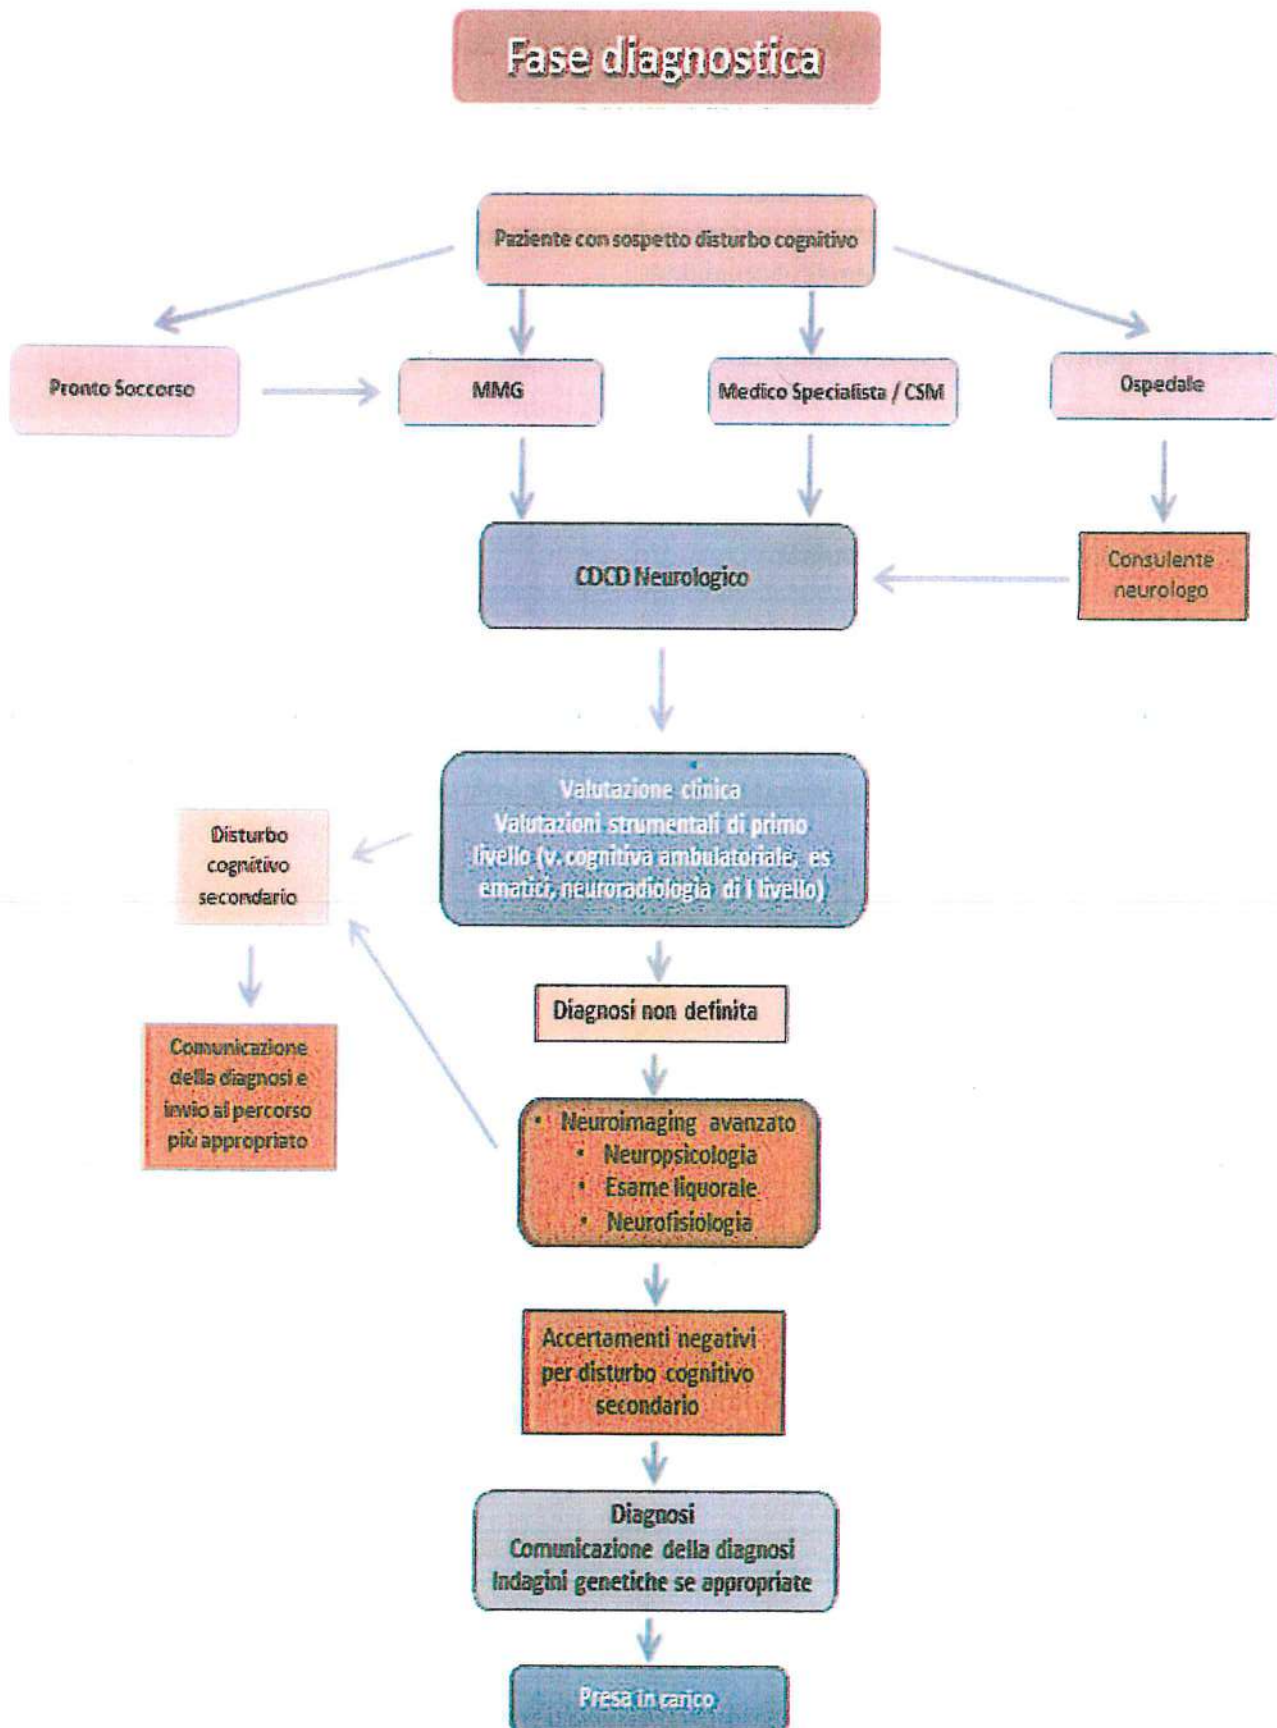 Fase diagnostica
Paziente con sospetto disturbo cognitivo
Pronto Soccorso
MMG
Medico Specialista / CSM
Ospedale
CDCD Neurologico
Consulente
neurologo
Valutazione clinica
Valutazioni strumentali di primo
livello (v. cognitiva ambulatoriale, es
ematici, neuroradiologia di I livello)
Disturbo
cognitivo
secondario
Diagnosi non definita
Comunicazione
della diagnosi e
invio al percorso
più appropriato
• Neuroimaging avanzato
• Neuropsicologia
• Esame liquorale
• Neurofisiologia
Accertamenti negativi
per disturbo cognitivo
secondario
Diagnosi
Comunicazione della diagnosi
Indagini genetiche se appropriate
Presa in carico